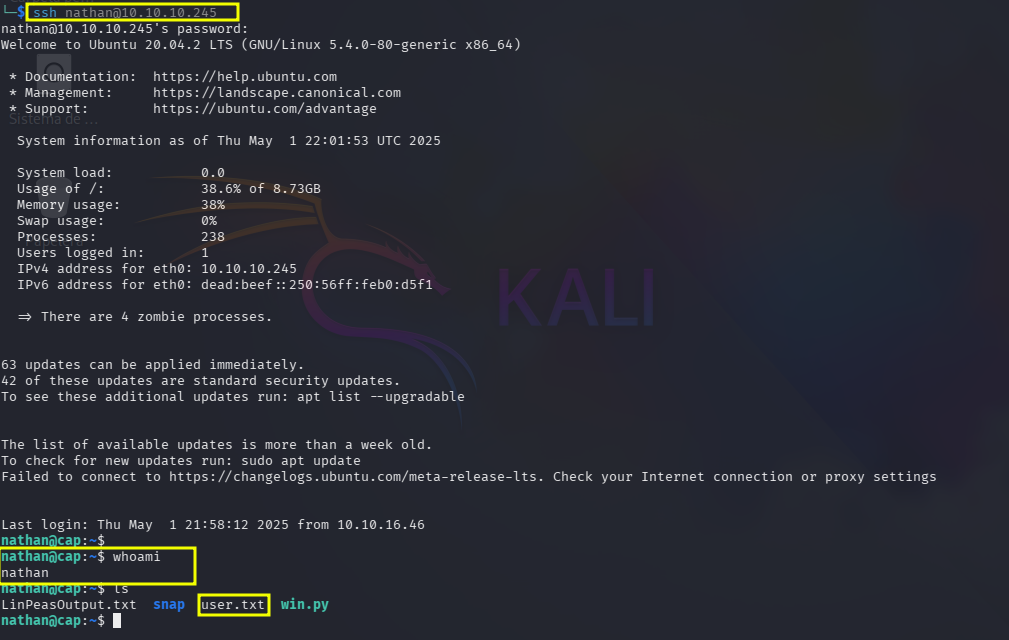 └─$ ssh nathan@10.10.10.245
nathan@10.10.10.245's password:
Welcome to Ubuntu 20.04.2 LTS (GNU/Linux 5.4.0-80-generic x86_64)
* Documentation:  https://help.ubuntu.com
* Management:     https://landscape.canonical.com
* Support:        https://ubuntu.com/advantage
Sistema de ...
System information as of Thu May  1 22:01:53 UTC 2025
System load:           0.0
Usage of /:            38.6% of 8.73GB
Memory usage:          38%
Swap usage:            0%
Processes:             238
Users logged in:       1
IPv4 address for eth0: 10.10.10.245
IPv6 address for eth0: dead:beef::250:56ff:feb0:d5f1
KALI
=> There are 4 zombie processes.
63 updates can be applied immediately.
42 of these updates are standard security updates.
To see these additional updates run: apt list --upgradable
The list of available updates is more than a week old.
To check for new updates run: sudo apt update
Failed to connect to https://changelogs.ubuntu.com/meta-release-lts. Check your Internet connection or proxy settings
Last login: Thu May  1 21:58:12 2025 from 10.10.16.46
nathan@cap:~$
nathan@cap:~$ whoami
nathan
nathan@cap:~$ ls
LinPeasOutput.txt  snap  user.txt  win.py
nathan@cap:~$